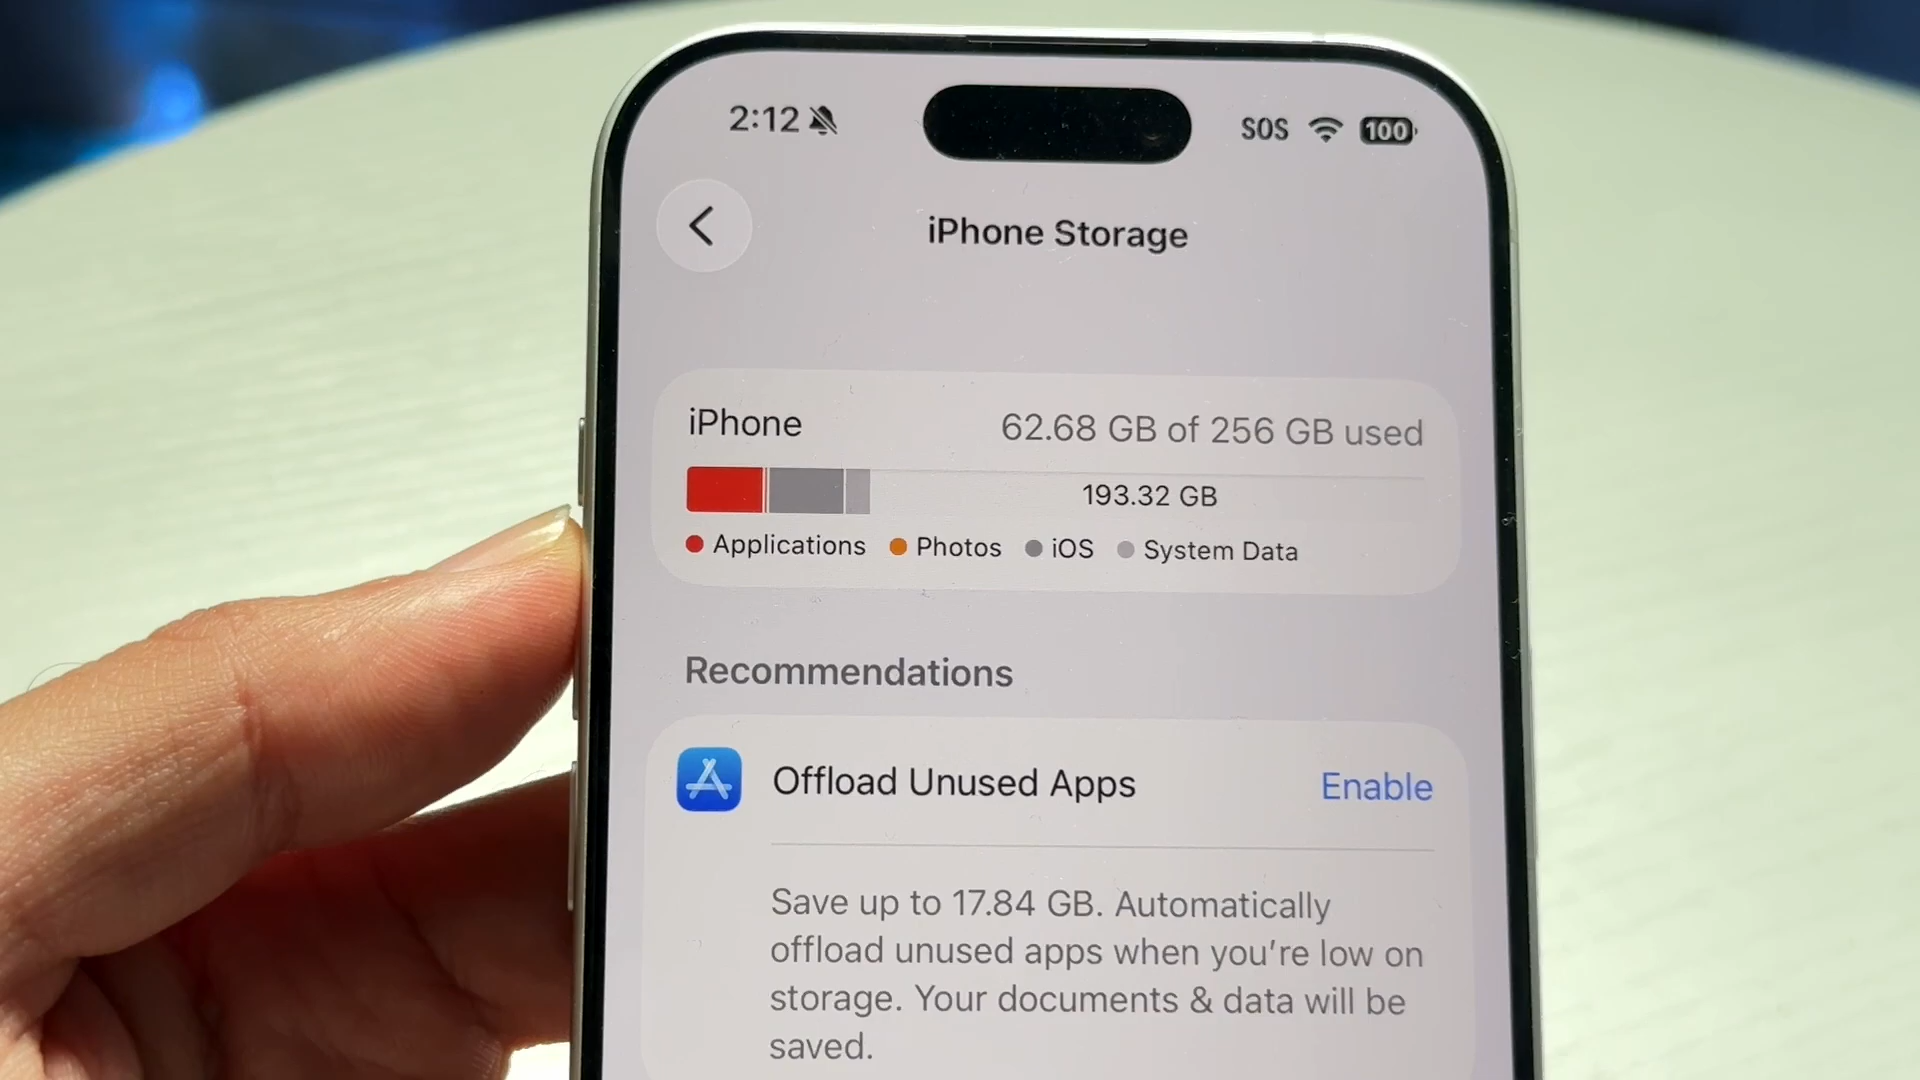 2:12 SOS 100
iPhone Storage
iPhone 62.68 GB of 256 GB used
193.32 GB
Applications Photos iOS System Data
Recommendations
Offload Unused Apps Enable
Save up to 17.84 GB. Automatically
offload unused apps when you’re low on
storage. Your documents & data will be
saved.